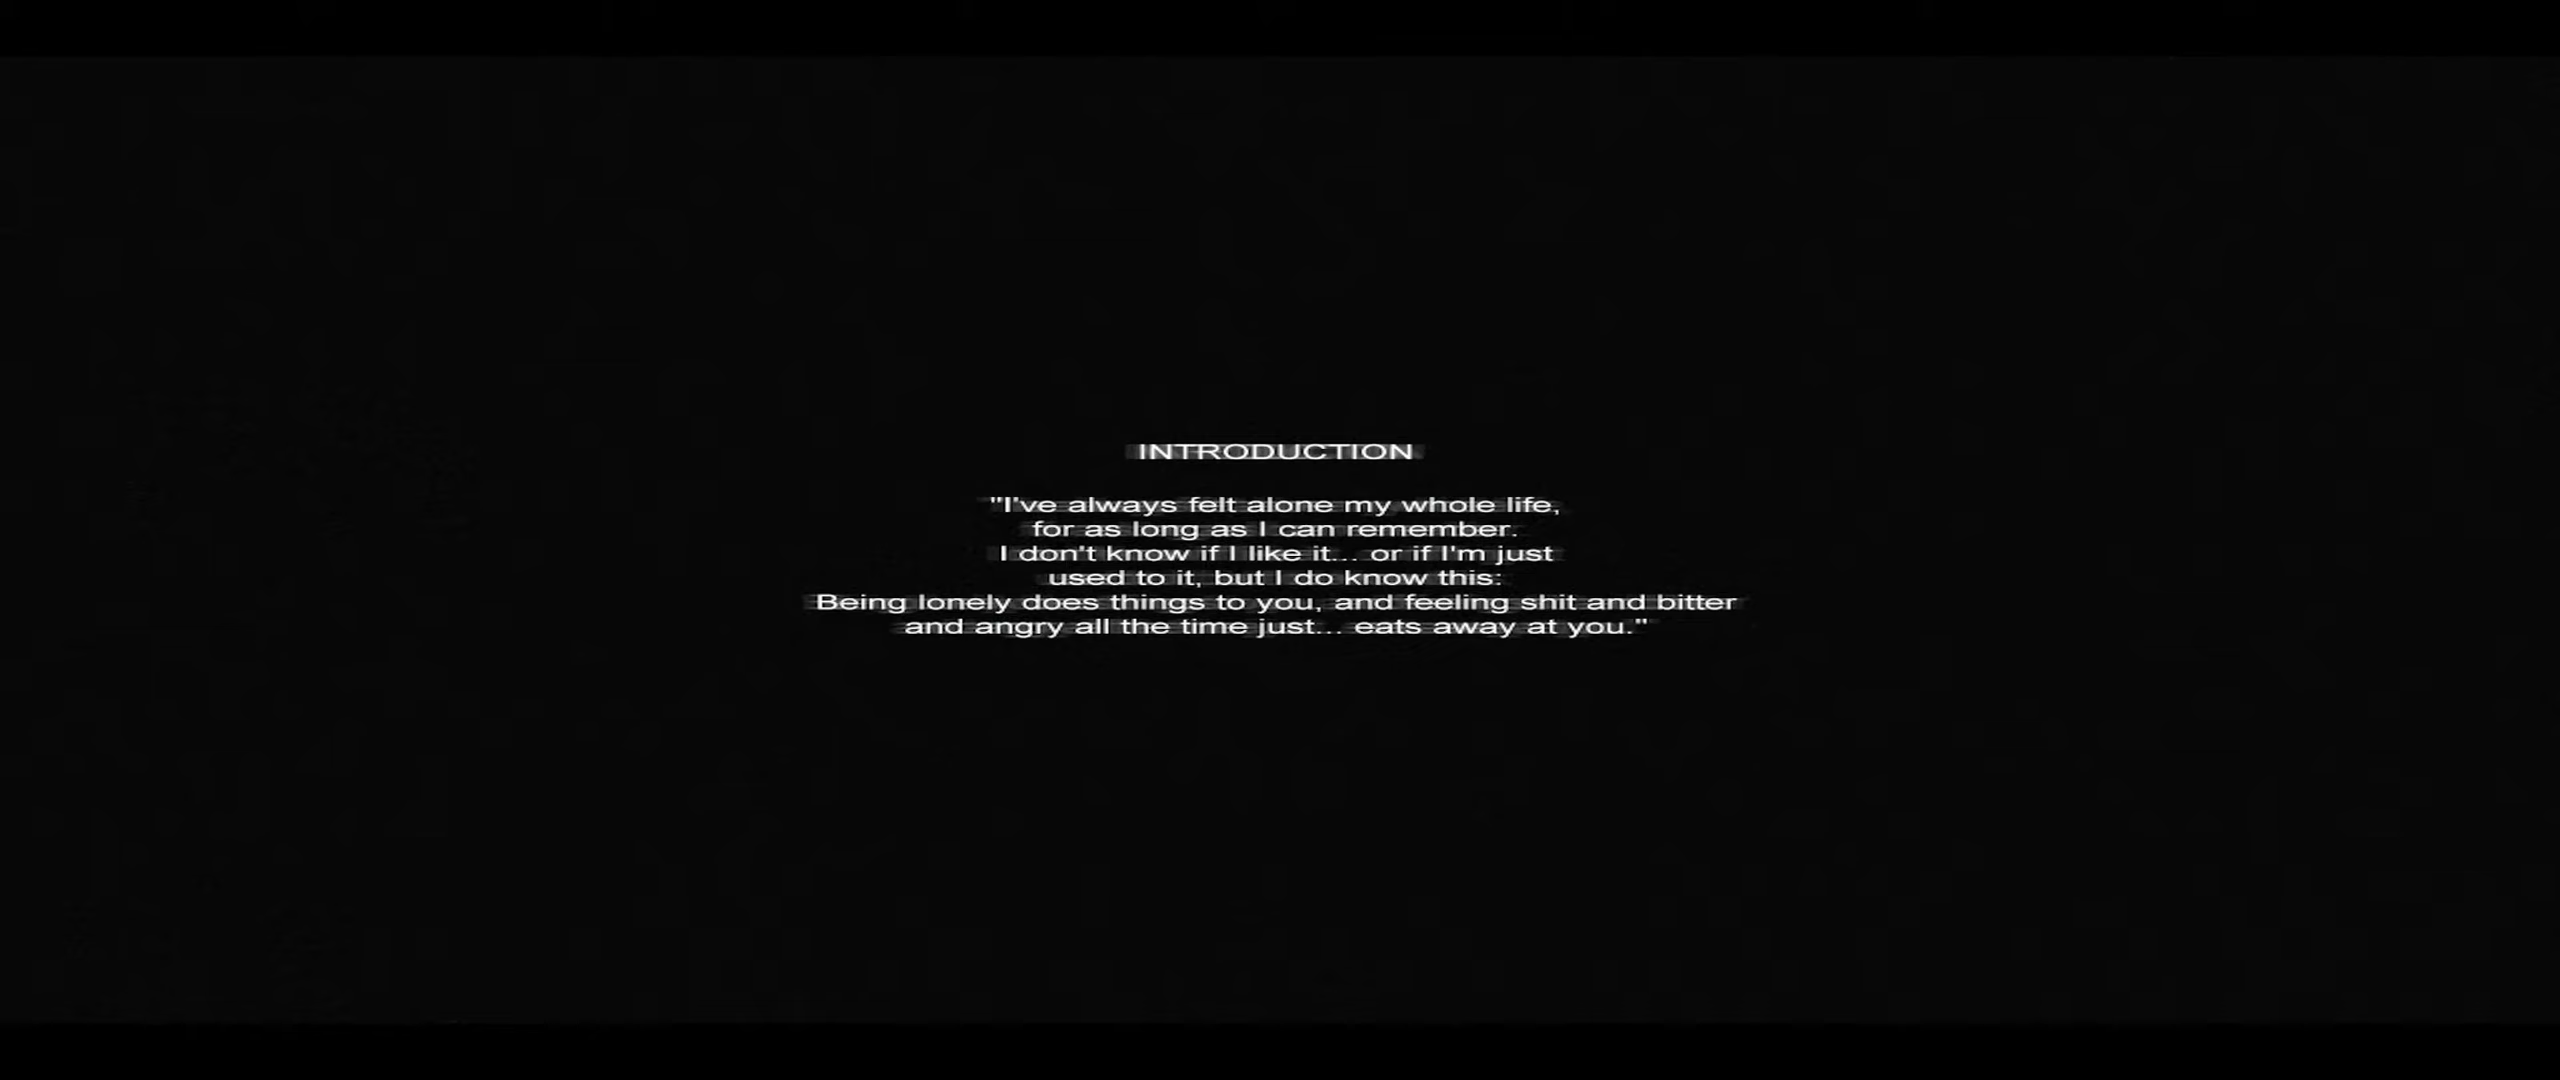 INTRODUCTION
"I've always felt alone my whole life,
for as long as I can remember.
I don't know if I like it... or if I'm just
used to it, but I do know this:
Being lonely does things to you, and feeling shit and bitter
and angry all the time just... eats away at you."